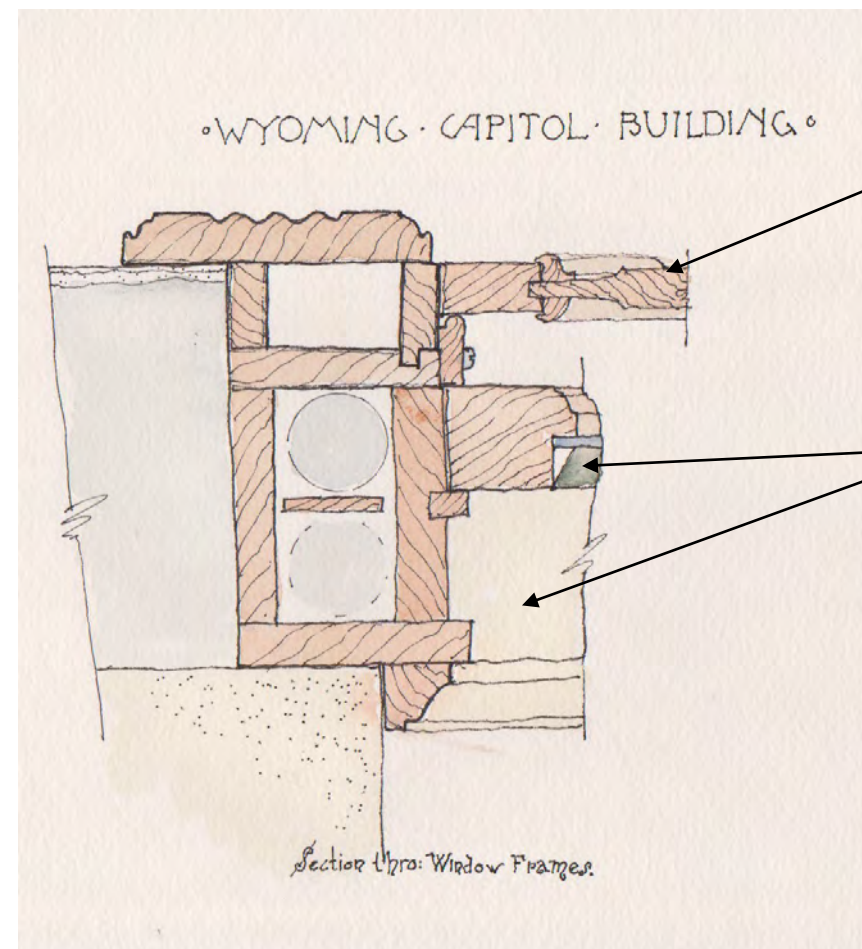 ∘WYOMING · CAPITOL · BUILDING∘
Section thro: Window Frames.